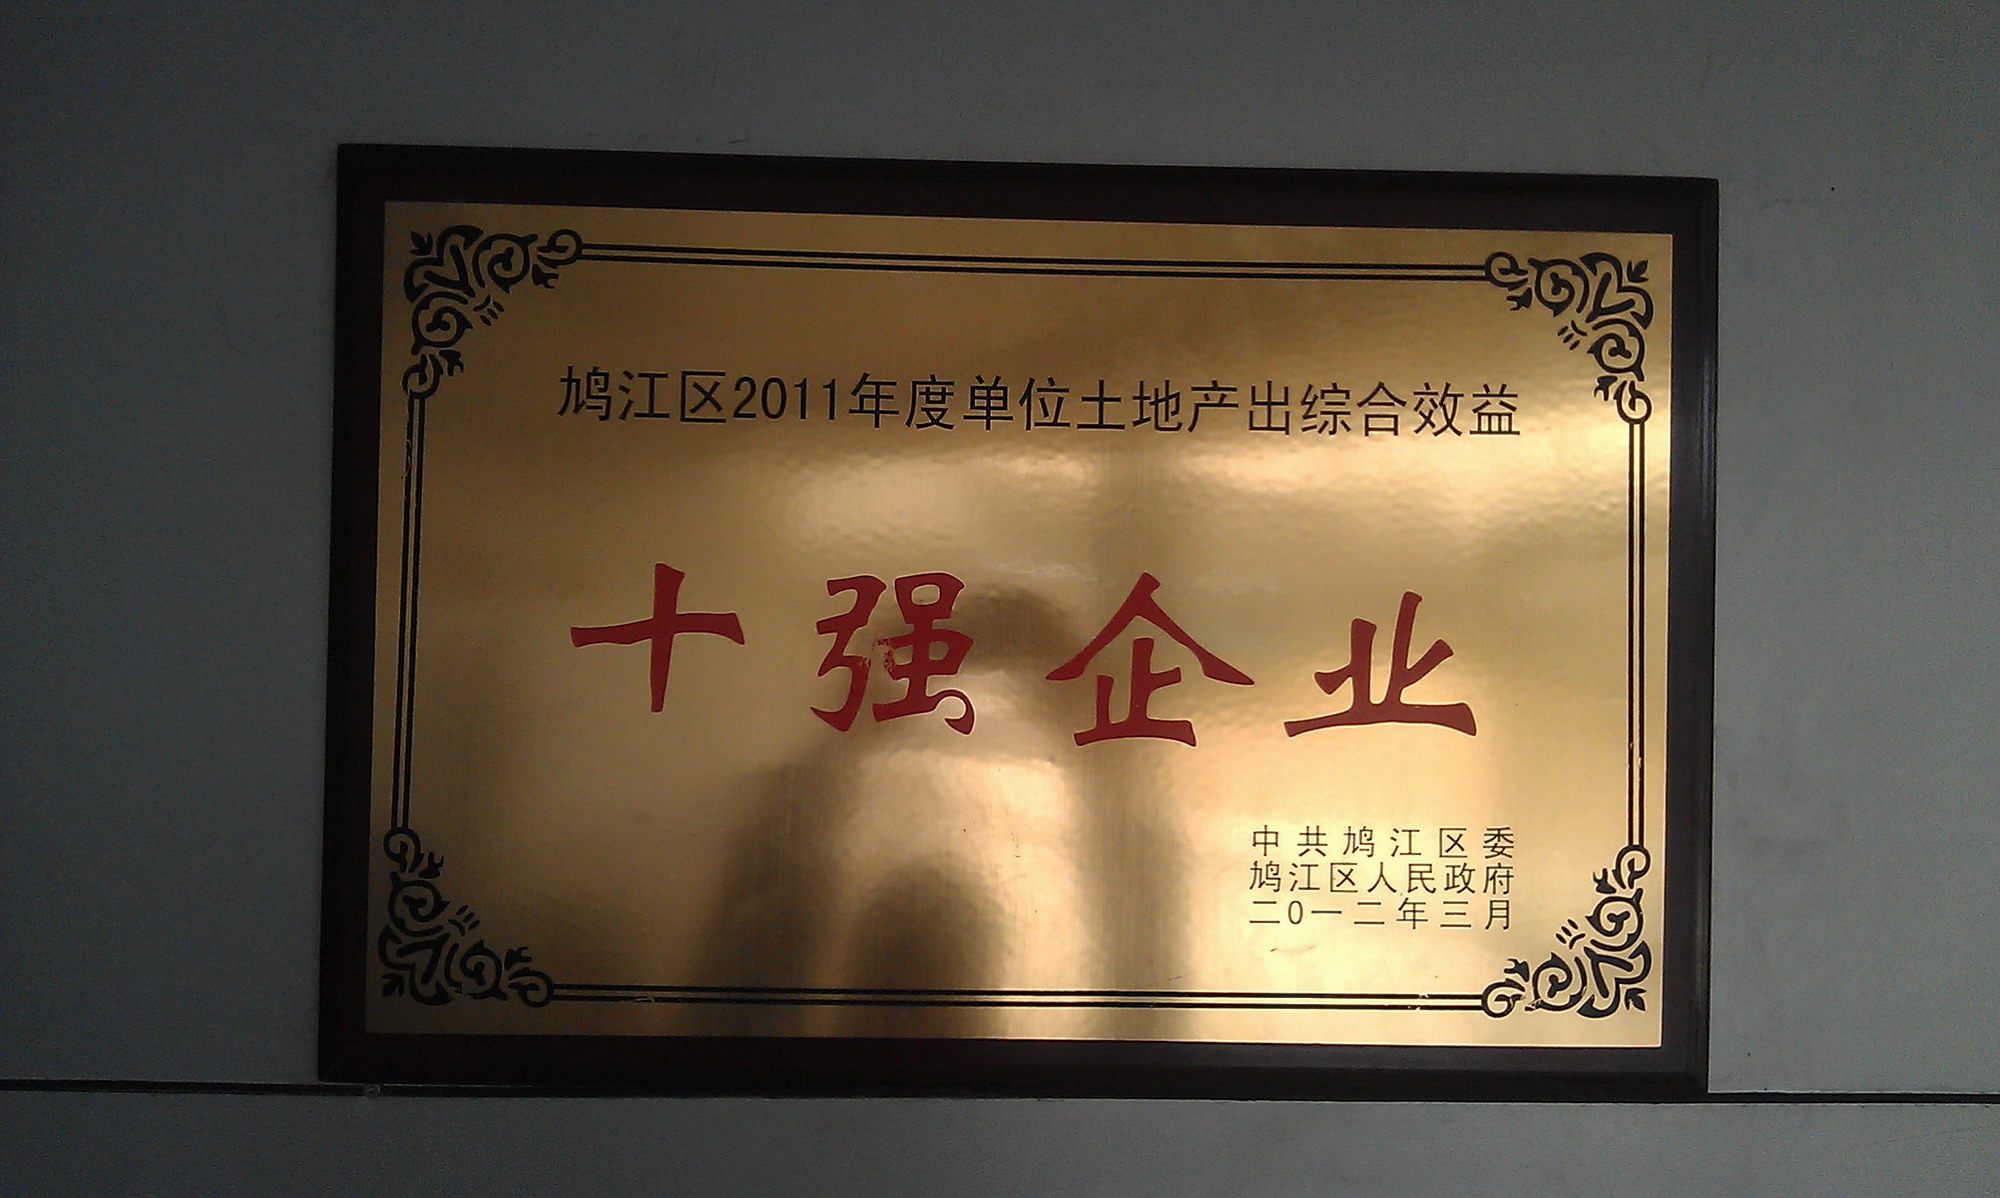 鸠江区2011年度单位土地产出综合效益
十强企业
中共鸠江区委
鸠江区人民政府
二0一二年三月